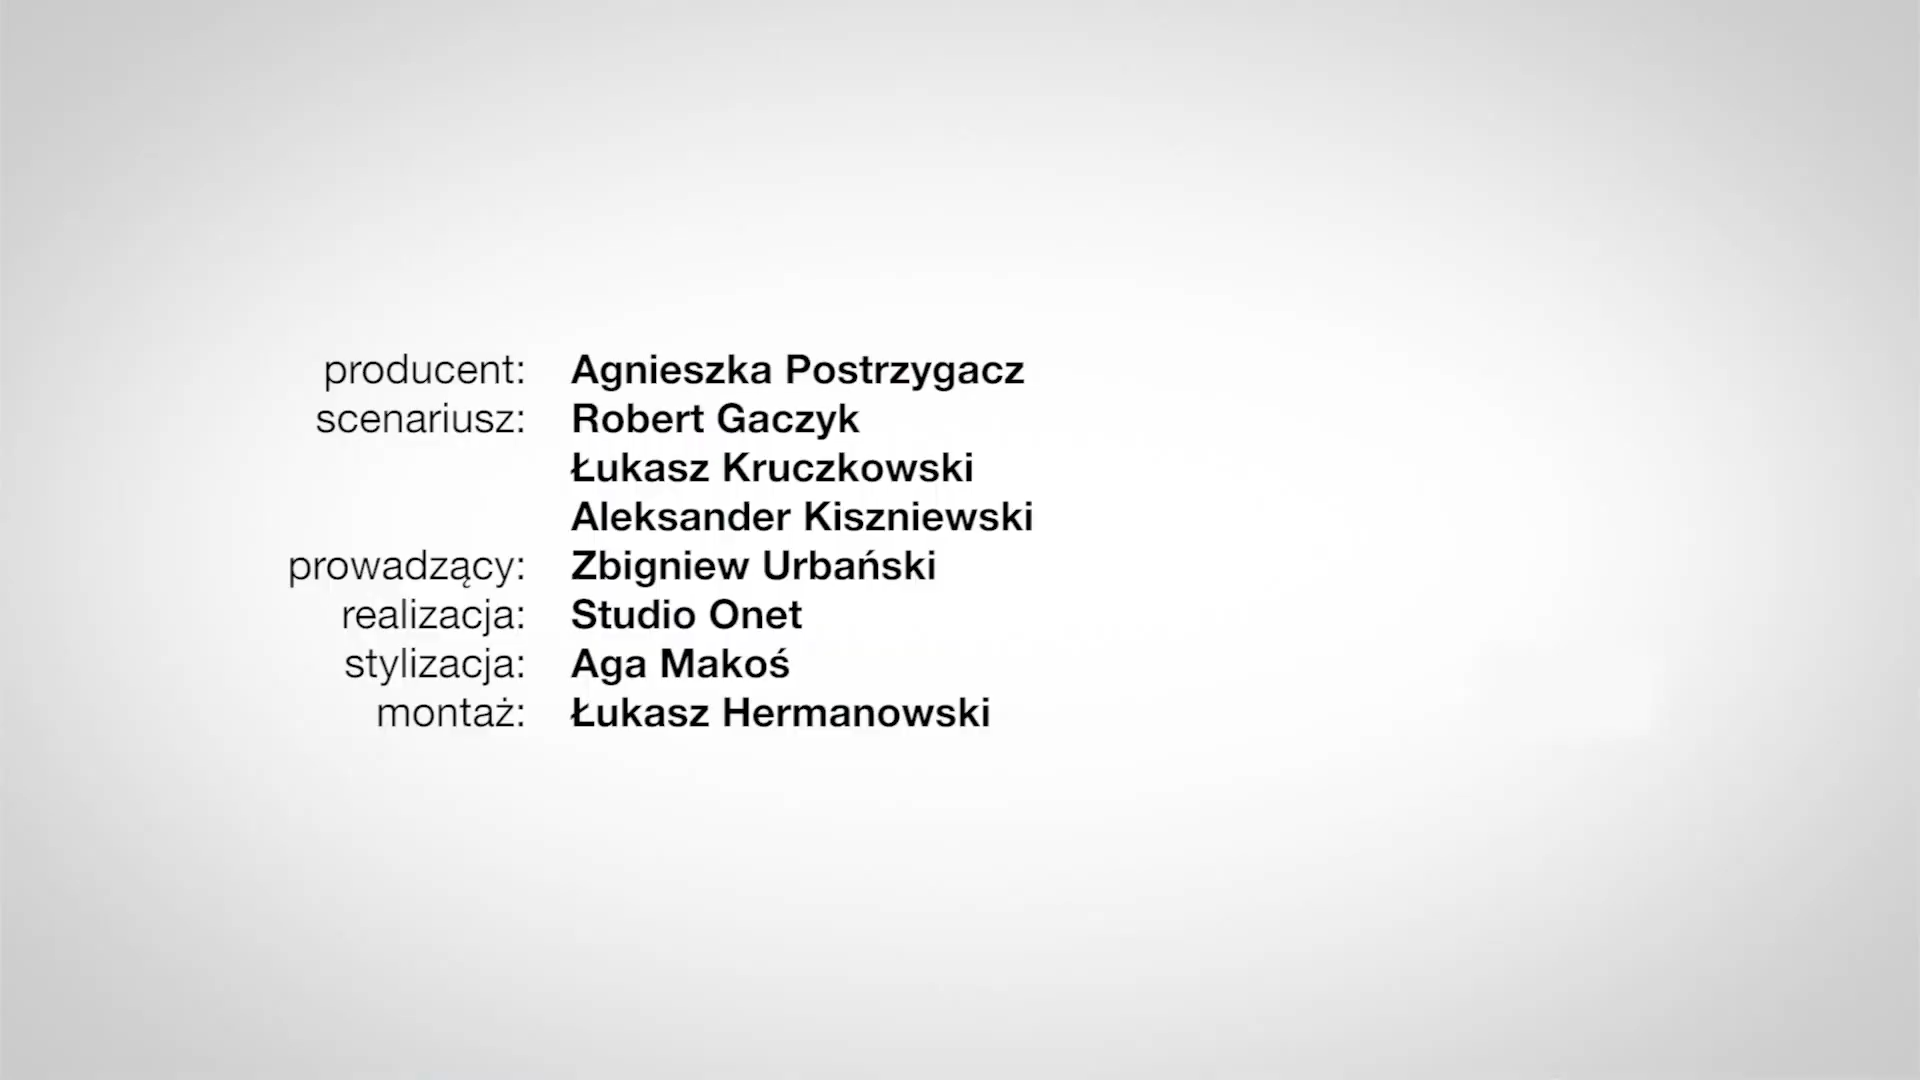 producent: Agnieszka Postrzygacz
scenariusz: Robert Gaczyk
Łukasz Kruczkowski
Aleksander Kiszniewski
prowadzący: Zbigniew Urbański
realizacja: Studio Onet
stylizacja: Aga Makoś
montaż: Łukasz Hermanowski